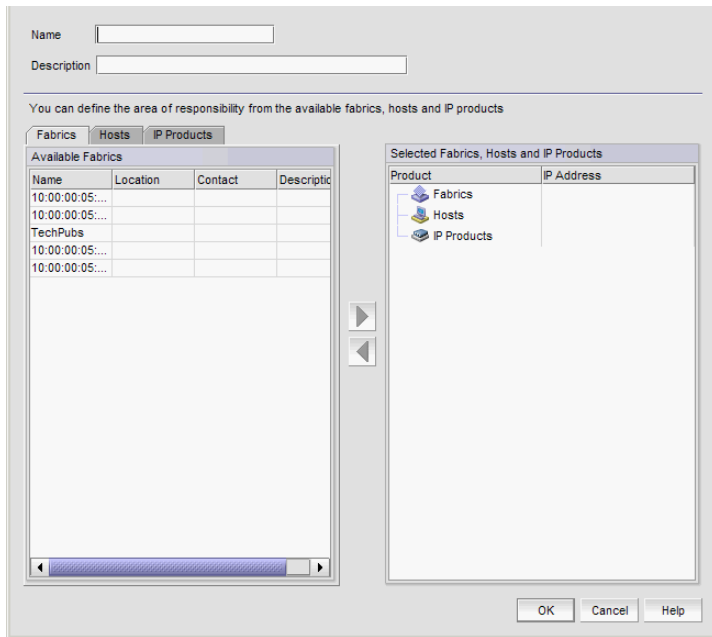 Name
Description
You can define the area of responsibility from the available fabrics, hosts and IP products
Fabrics Hosts IP Products
Available Fabrics
Name Location Contact Descriptic
10:00:00:05:...
10:00:00:05:...
TechPubs
10:00:00:05:...
10:00:00:05:...
Selected Fabrics, Hosts and IP Products
Product IP Address
Fabrics
Hosts
IP Products
OK Cancel Help